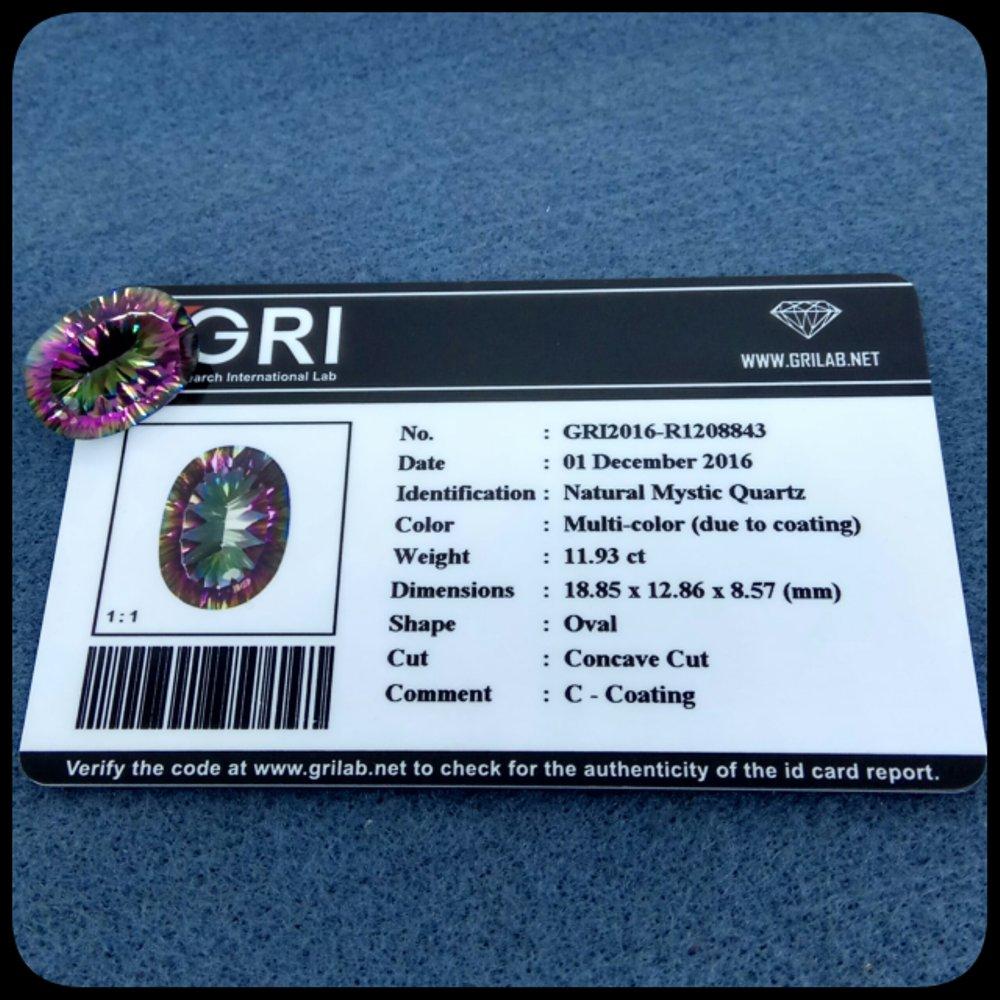 GRI
arch International Lab
WWW.GRILAB.NET
No. : GRI2016-R1208843
Date : 01 December 2016
Identification : Natural Mystic Quartz
Color : Multi-color (due to coating)
Weight : 11.93 ct
Dimensions : 18.85 x 12.86 x 8.57 (mm)
Shape : Oval
Cut : Concave Cut
Comment : C - Coating
1:1
Verify the code at www.grilab.net to check for the authenticity of the id card report.